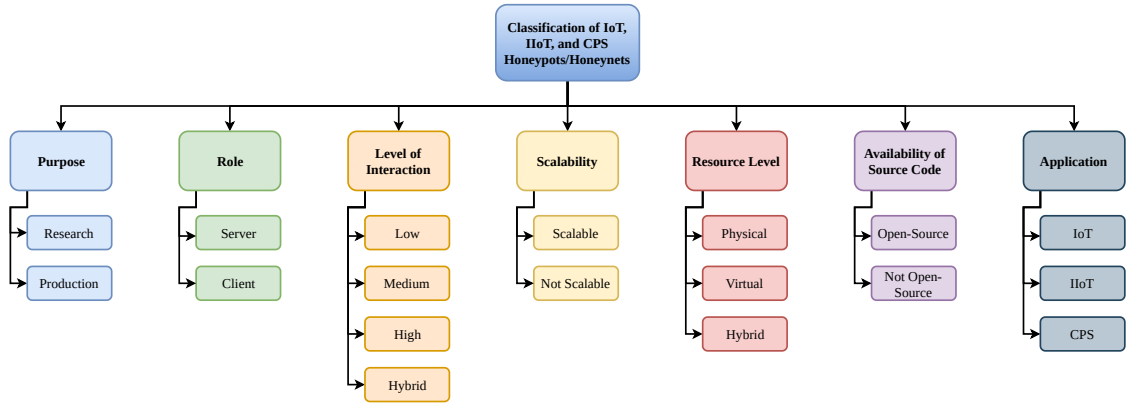 Classification of IoT,
IIoT, and CPS
Honeypots/Honeynets
Purpose
Research
Production
Role
Server
Client
Level of
Interaction
Low
Medium
High
Hybrid
Scalability
Scalable
Not Scalable
Resource Level
Physical
Virtual
Hybrid
Availability of
Source Code
Open-Source
Not Open-
Source
Application
IoT
IIoT
CPS